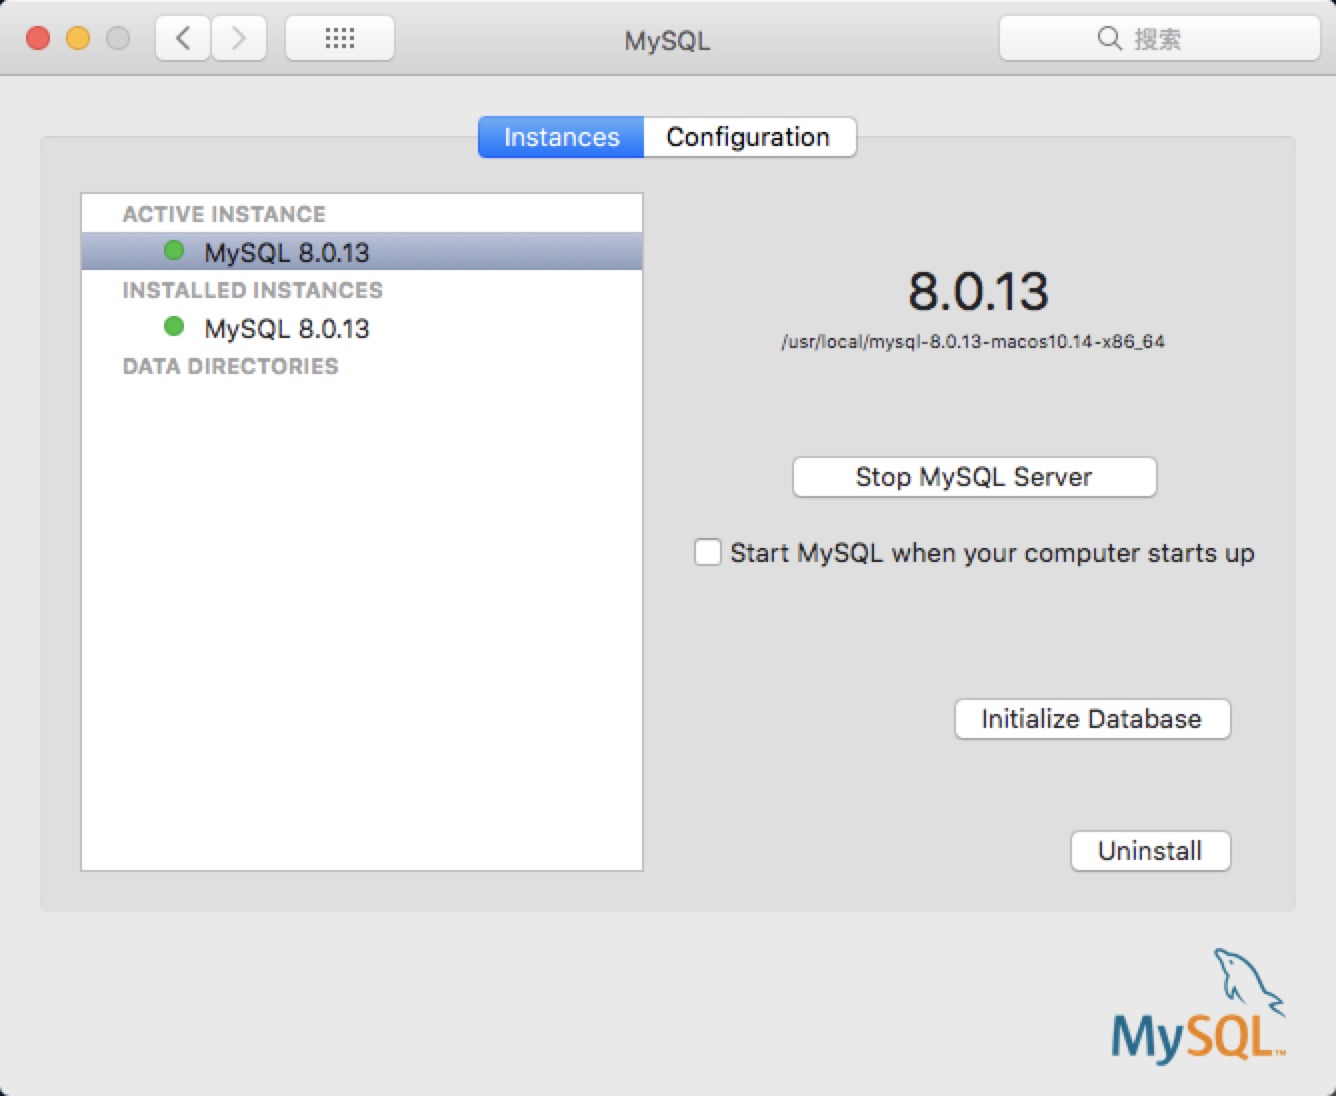 MySQL
搜索
Instances
Configuration
ACTIVE INSTANCE
MySQL 8.0.13
INSTALLED INSTANCES
MySQL 8.0.13
DATA DIRECTORIES
8.0.13
/usr/local/mysql-8.0.13-macos10.14-x86_64
Stop MySQL Server
Start MySQL when your computer starts up
Initialize Database
Uninstall
MySQL™